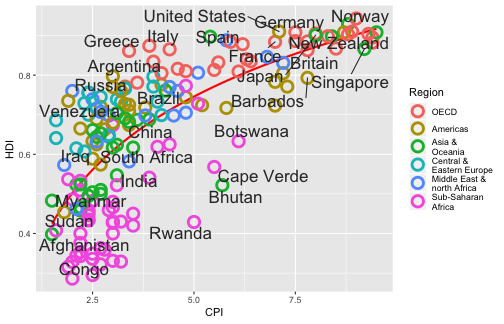 United States
Germany
Norway
Greece
Italy
Spain
New Zealand
France
Britain
Argentina
Japan
Singapore
Russia
Brazil
Barbados
Venezuela
China
Botswana
Iraq
South Africa
India
Cape Verde
Myanmar
Bhutan
Sudan
Rwanda
Afghanistan
Congo
HDI
0.8
0.6
0.4
2.5
5.0
7.5
CPI
Region
OECD
Americas
Asia &
Oceania
Central &
Eastern Europe
Middle East &
north Africa
Sub-Saharan
Africa